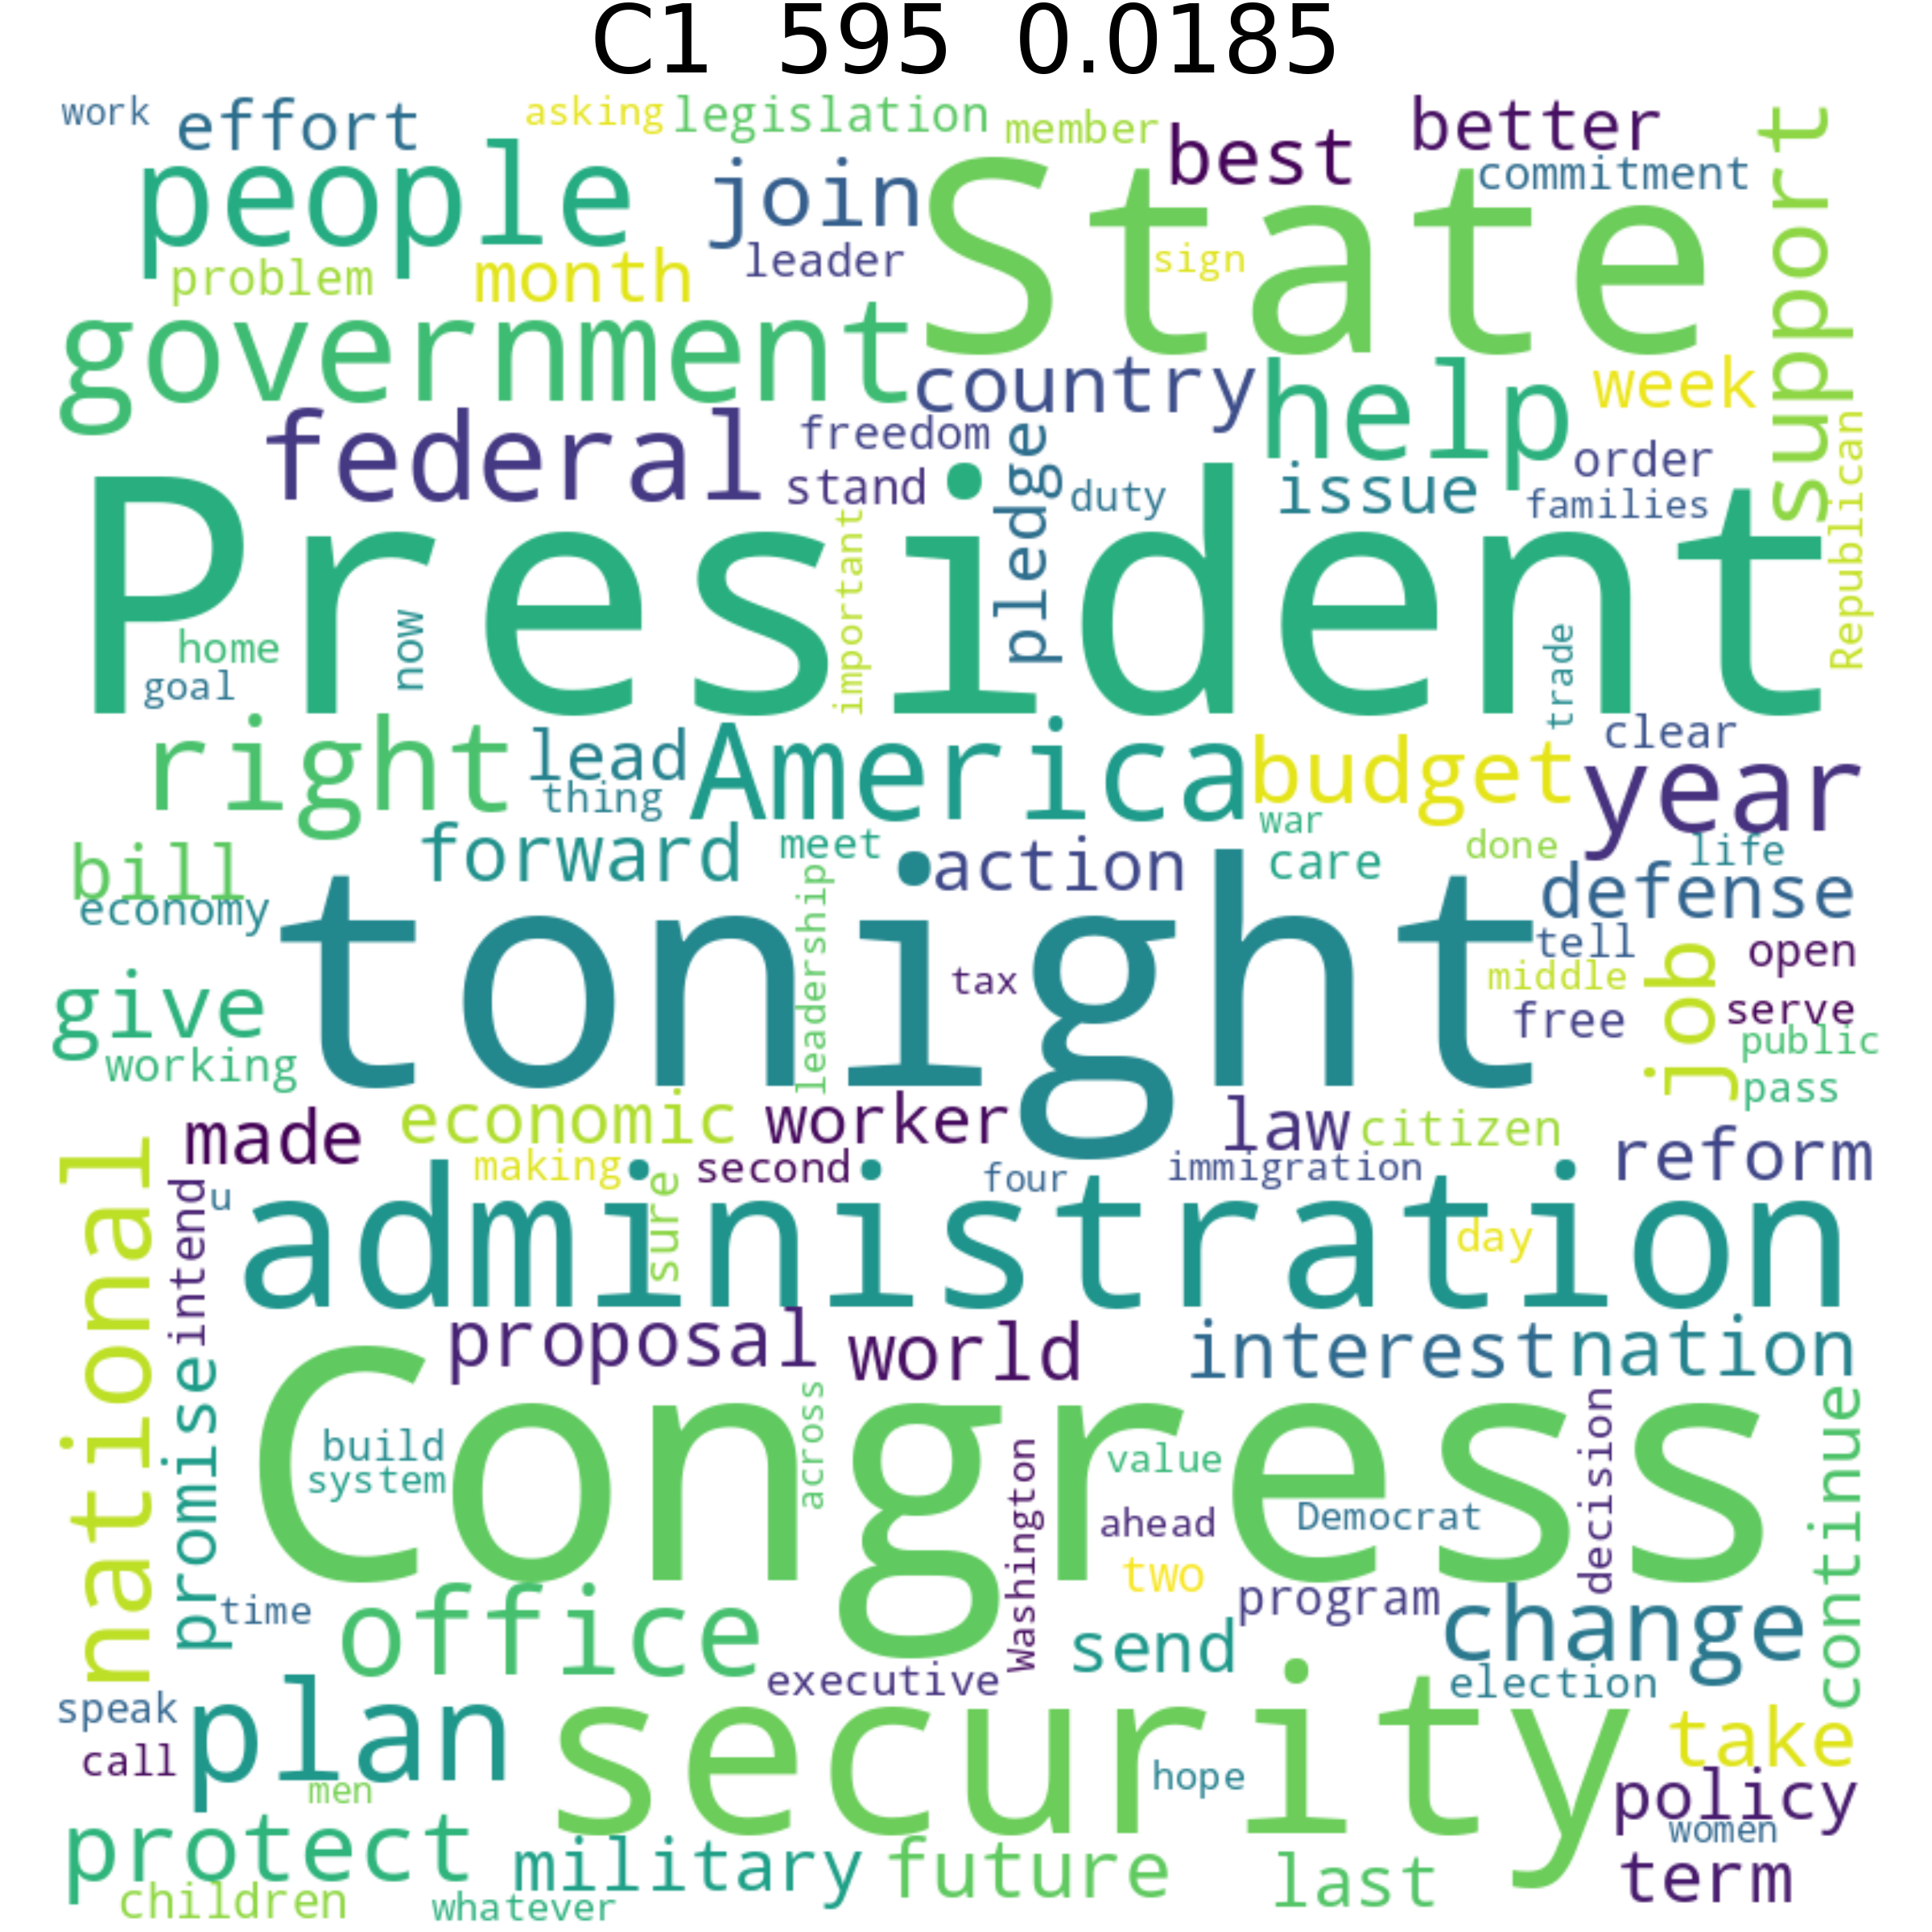 C1 595 0.0185
work effort asking legislation member best better
people join State commitment support
problem month leader sign
government country help week
federal freedom stand pledge duty issue order families Republican
President
home goal now important trade
right lead thing America budget clear year
bill economy forward meet action war care done life defense
tonight
give working leadership tax tell middle free job open serve public pass
made economic worker law citizen reform
making second four immigration
national intend u administration sure day
promise proposal world interest nation
Congress
build system across Washington value ahead two Democrat decision continue
time office executive send program change election
speak call plan men security hope take policy women
protect children military whatever future last term